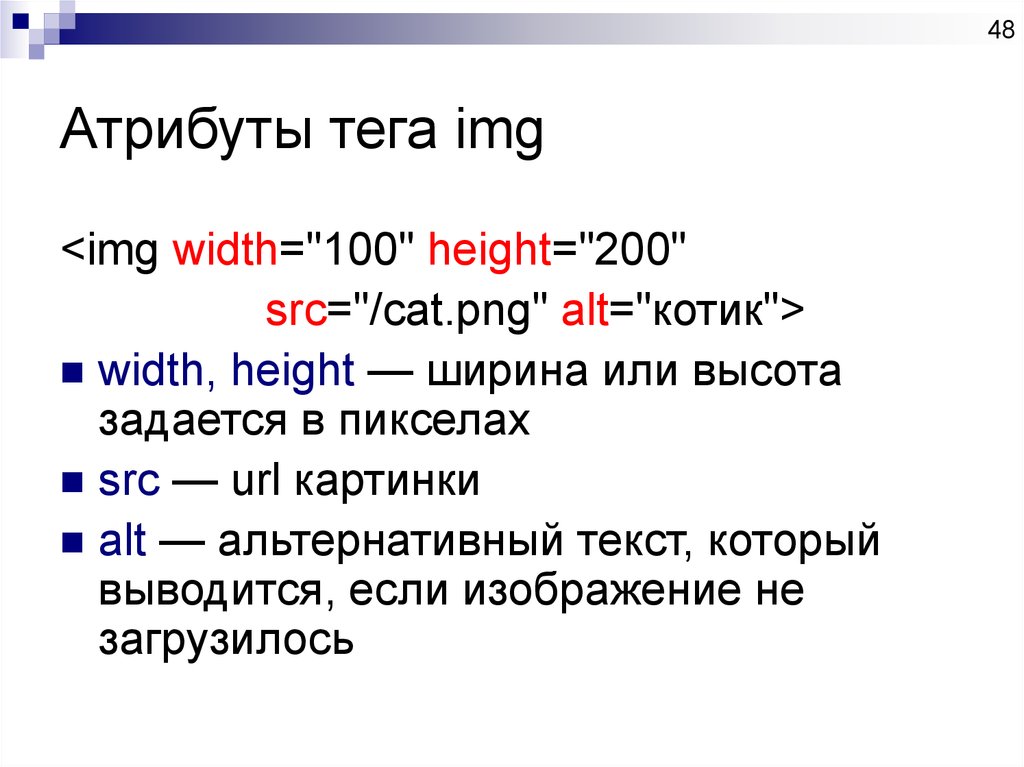 48
Атрибуты тега img
<img width="100" height="200"
src="/cat.png" alt="котик">
width, height — ширина или высота
задается в пикселах
src — url картинки
alt — альтернативный текст, который
выводится, если изображение не
загрузилось